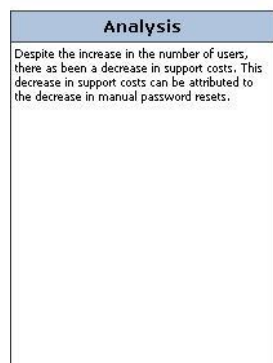 Analysis
Despite the increase in the number of users,
there as been a decrease in support costs. This
decrease in support costs can be attributed to
the decrease in manual password resets.